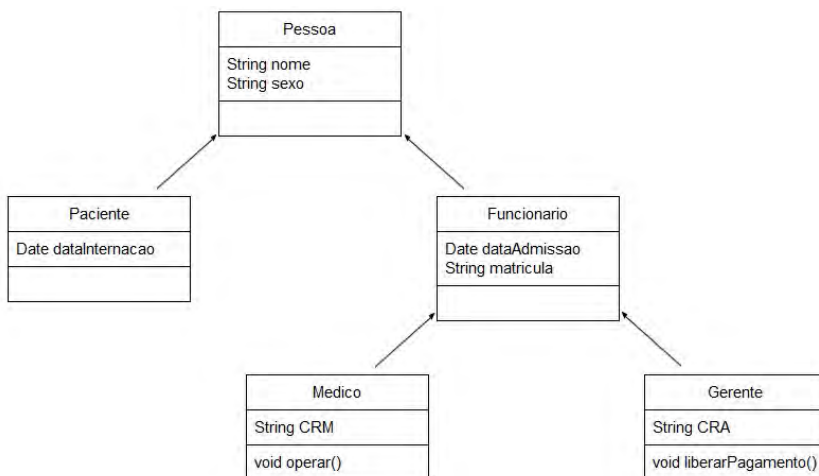 Pessoa
String nome
String sexo
Paciente
Date dataInternacao
Funcionario
Date dataAdmissao
String matricula
Medico
String CRM
void operar()
Gerente
String CRA
void liberarPagamento()